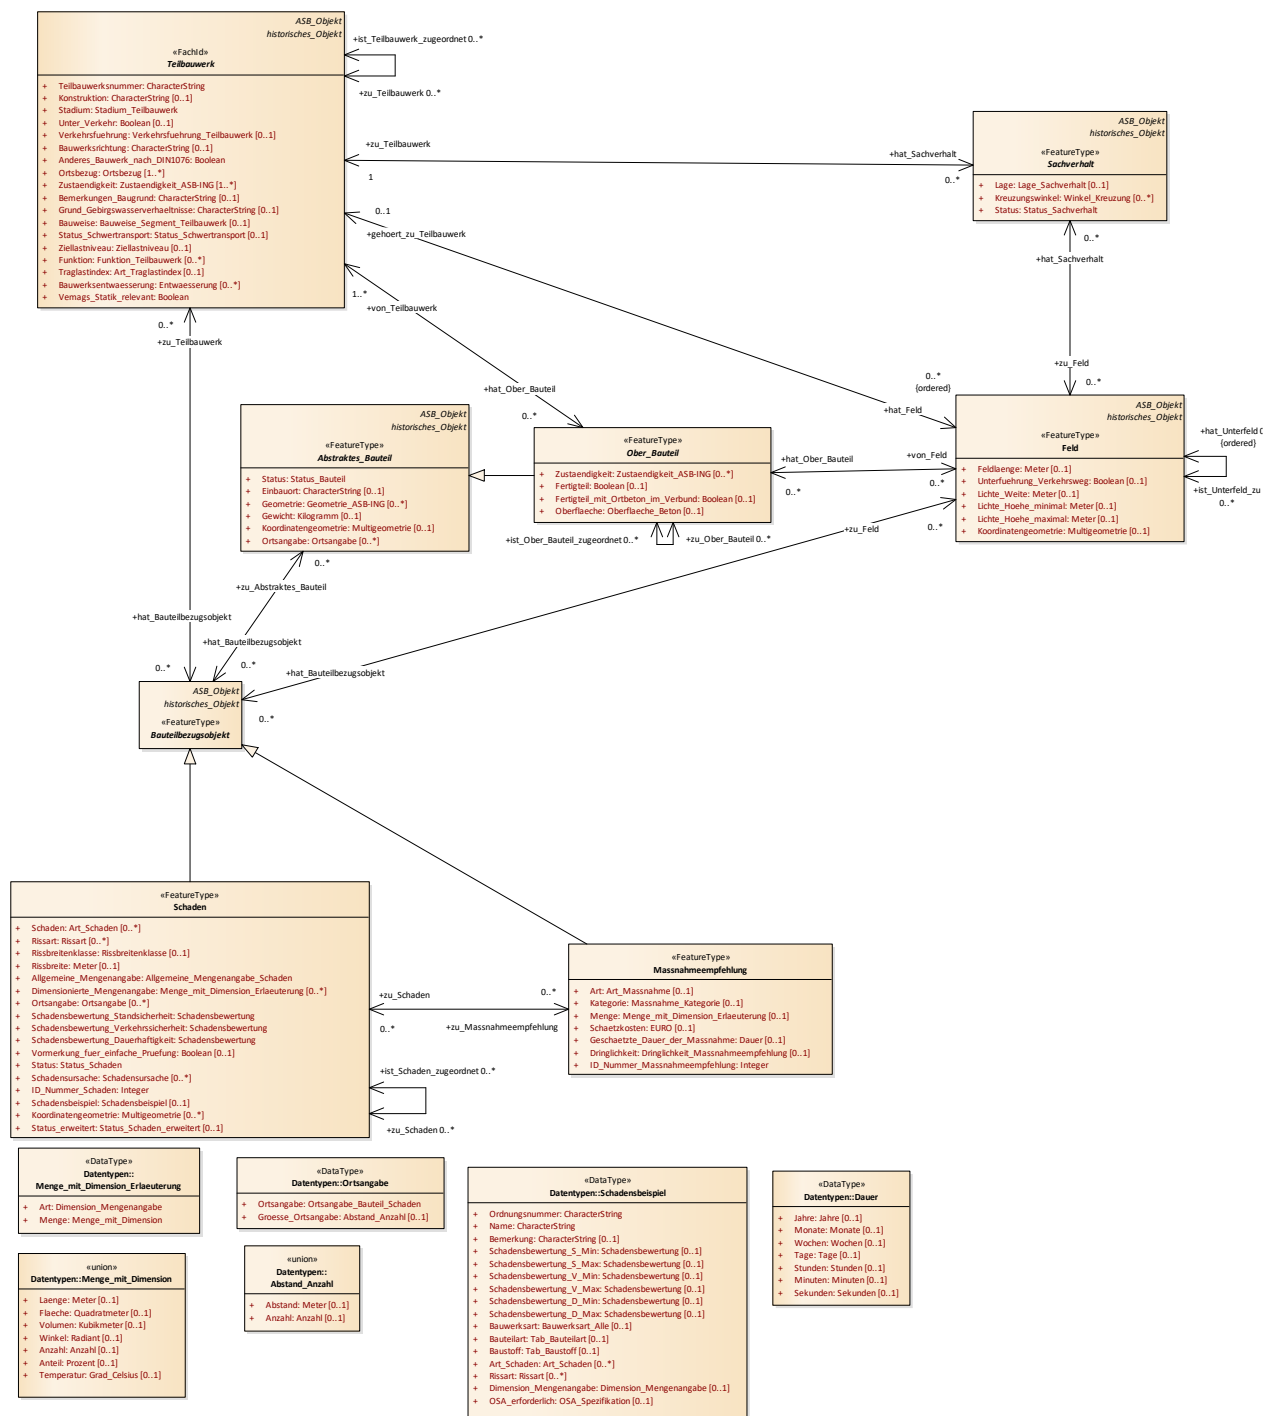 ASB_Objekt
historisches_Objekt
«FachId»
Teilbauwerk
+ Teilbauwerksnummer: CharacterString
+ Konstruktion: CharacterString [0..1]
+ Stadium: Stadium_Teilbauwerk
+ Unter_Verkehr: Boolean [0..1]
+ Verkehrsfuehrung: Verkehrsfuehrung_Teilbauwerk [0..1]
+ Bauwerksrichtung: CharacterString [0..1]
+ Anderes_Bauwerk_nach_DIN1076: Boolean
+ Ortsbezug: Ortsbezug [1..*]
+ Zustaendigkeit: Zustaendigkeit_ASB-ING [1..*]
+ Bemerkungen_Baugrund: CharacterString [0..1]
+ Grund_Gebirgswasserverhaeltnisse: CharacterString [0..1]
+ Bauweise: Bauweise_Segment_Teilbauwerk [0..1]
+ Status_Schwertransport: Status_Schwertransport [0..1]
+ Ziellastniveau: Ziellastniveau [0..1]
+ Funktion: Funktion_Teilbauwerk [0..*]
+ Traglastindex: Art_Traglastindex [0..1]
+ Bauwerksentwaesserung: Entwaesserung [0..*]
+ Vemags_Statik_relevant: Boolean
+ist_Teilbauwerk_zugeordnet 0..*
+zu_Teilbauwerk 0..*
+zu_Teilbauwerk
1
+hat_Sachverhalt
0..*
ASB_Objekt
historisches_Objekt
«FeatureType»
Sachverhalt
+ Lage: Lage_Sachverhalt [0..1]
+ Kreuzungswinkel: Winkel_Kreuzung [0..*]
+ Status: Status_Sachverhalt
0..1
+gehoert_zu_Teilbauwerk
0..*
+hat_Sachverhalt
1..*
+von_Teilbauwerk
0..*
+zu_Teilbauwerk
+zu_Feld
0..*
0..*
{ordered}
+hat_Feld
+hat_Ober_Bauteil
0..*
ASB_Objekt
historisches_Objekt
«FeatureType»
Abstraktes_Bauteil
+ Status: Status_Bauteil
+ Einbauort: CharacterString [0..1]
+ Geometrie: Geometrie_ASB-ING [0..*]
+ Gewicht: Kilogramm [0..1]
+ Koordinatengeometrie: Multigeometrie [0..1]
+ Ortsangabe: Ortsangabe [0..*]
«FeatureType»
Ober_Bauteil
+ Zustaendigkeit: Zustaendigkeit_ASB-ING [0..*]
+ Fertigteil: Boolean [0..1]
+ Fertigteil_mit_Ortbeton_im_Verbund: Boolean [0..1]
+ Oberflaeche: Oberflaeche_Beton [0..1]
+ist_Ober_Bauteil_zugeordnet 0..*
+zu_Ober_Bauteil 0..*
+hat_Ober_Bauteil
0..*
+von_Feld
0..*
ASB_Objekt
historisches_Objekt
«FeatureType»
Feld
+ Feldlaenge: Meter [0..1]
+ Unterfuehrung_Verkehrsweg: Boolean [0..1]
+ Lichte_Weite: Meter [0..1]
+ Lichte_Hoehe_minimal: Meter [0..1]
+ Lichte_Hoehe_maximal: Meter [0..1]
+ Koordinatengeometrie: Multigeometrie [0..1]
+hat_Unterfeld 0
{ordered}
+ist_Unterfeld_zu
0..*
0..*
+zu_Feld
0..*
+zu_Abstraktes_Bauteil
+hat_Bauteilbezugsobjekt
0..*
+hat_Bauteilbezugsobjekt
0..*
+hat_Bauteilbezugsobjekt
0..*
ASB_Objekt
historisches_Objekt
«FeatureType»
Bauteilbezugsobjekt
«FeatureType»
Schaden
+ Schaden: Art_Schaden [0..*]
+ Rissart: Rissart [0..*]
+ Rissbreitenklasse: Rissbreitenklasse [0..1]
+ Rissbreite: Meter [0..1]
+ Allgemeine_Mengenangabe: Allgemeine_Mengenangabe_Schaden
+ Dimensionierte_Mengenangabe: Menge_mit_Dimension_Erlaeuterung [0..*]
+ Ortsangabe: Ortsangabe [0..*]
+ Schadensbewertung_Standsicherheit: Schadensbewertung
+ Schadensbewertung_Verkehrssicherheit: Schadensbewertung
+ Schadensbewertung_Dauerhaftigkeit: Schadensbewertung
+ Vormerkung_fuer_einfache_Pruefung: Boolean [0..1]
+ Status: Status_Schaden
+ Schadensursache: Schadensursache [0..*]
+ ID_Nummer_Schaden: Integer
+ Schadensbeispiel: Schadensbeispiel [0..1]
+ Koordinatengeometrie: Multigeometrie [0..*]
+ Status_erweitert: Status_Schaden_erweitert [0..1]
+zu_Schaden
0..*
0..*
+zu_Massnahmeempfehlung
+ist_Schaden_zugeordnet 0..*
+zu_Schaden 0..*
«FeatureType»
Massnahmeempfehlung
+ Art: Art_Massnahme [0..1]
+ Kategorie: Massnahme_Kategorie [0..1]
+ Menge: Menge_mit_Dimension_Erlaeuterung [0..1]
+ Schaetzkosten: EURO [0..1]
+ Geschaetzte_Dauer_der_Massnahme: Dauer [0..1]
+ Dringlichkeit: Dringlichkeit_Massnahmeempfehlung [0..1]
+ ID_Nummer_Massnahmeempfehlung: Integer
«DataType»
Datentypen::
Menge_mit_Dimension_Erlaeuterung
+ Art: Dimension_Mengenangabe
+ Menge: Menge_mit_Dimension
«DataType»
Datentypen::Ortsangabe
+ Ortsangabe: Ortsangabe_Bauteil_Schaden
+ Groesse_Ortsangabe: Abstand_Anzahl [0..1]
«DataType»
Datentypen::Schadensbeispiel
+ Ordnungsnummer: CharacterString
+ Name: CharacterString
+ Bemerkung: CharacterString [0..1]
+ Schadensbewertung_S_Min: Schadensbewertung [0..1]
+ Schadensbewertung_S_Max: Schadensbewertung [0..1]
+ Schadensbewertung_V_Min: Schadensbewertung [0..1]
+ Schadensbewertung_V_Max: Schadensbewertung [0..1]
+ Schadensbewertung_D_Min: Schadensbewertung [0..1]
+ Schadensbewertung_D_Max: Schadensbewertung [0..1]
+ Bauwerksart: Bauwerksart_Alle [0..1]
+ Bauteilart: Tab_Bauteilart [0..1]
+ Baustoff: Tab_Baustoff [0..1]
+ Art_Schaden: Art_Schaden [0..*]
+ Rissart: Rissart [0..*]
+ Dimension_Mengenangabe: Dimension_Mengenangabe [0..1]
+ OSA_erforderlich: OSA_Spezifikation [0..1]
«DataType»
Datentypen::Dauer
+ Jahre: Jahre [0..1]
+ Monate: Monate [0..1]
+ Wochen: Wochen [0..1]
+ Tage: Tage [0..1]
+ Stunden: Stunden [0..1]
+ Minuten: Minuten [0..1]
+ Sekunden: Sekunden [0..1]
«union»
Datentypen::Menge_mit_Dimension
+ Laenge: Meter [0..1]
+ Flaeche: Quadratmeter [0..1]
+ Volumen: Kubikmeter [0..1]
+ Winkel: Radiant [0..1]
+ Anzahl: Anzahl [0..1]
+ Anteil: Prozent [0..1]
+ Temperatur: Grad_Celsius [0..1]
«union»
Datentypen::
Abstand_Anzahl
+ Abstand: Meter [0..1]
+ Anzahl: Anzahl [0..1]